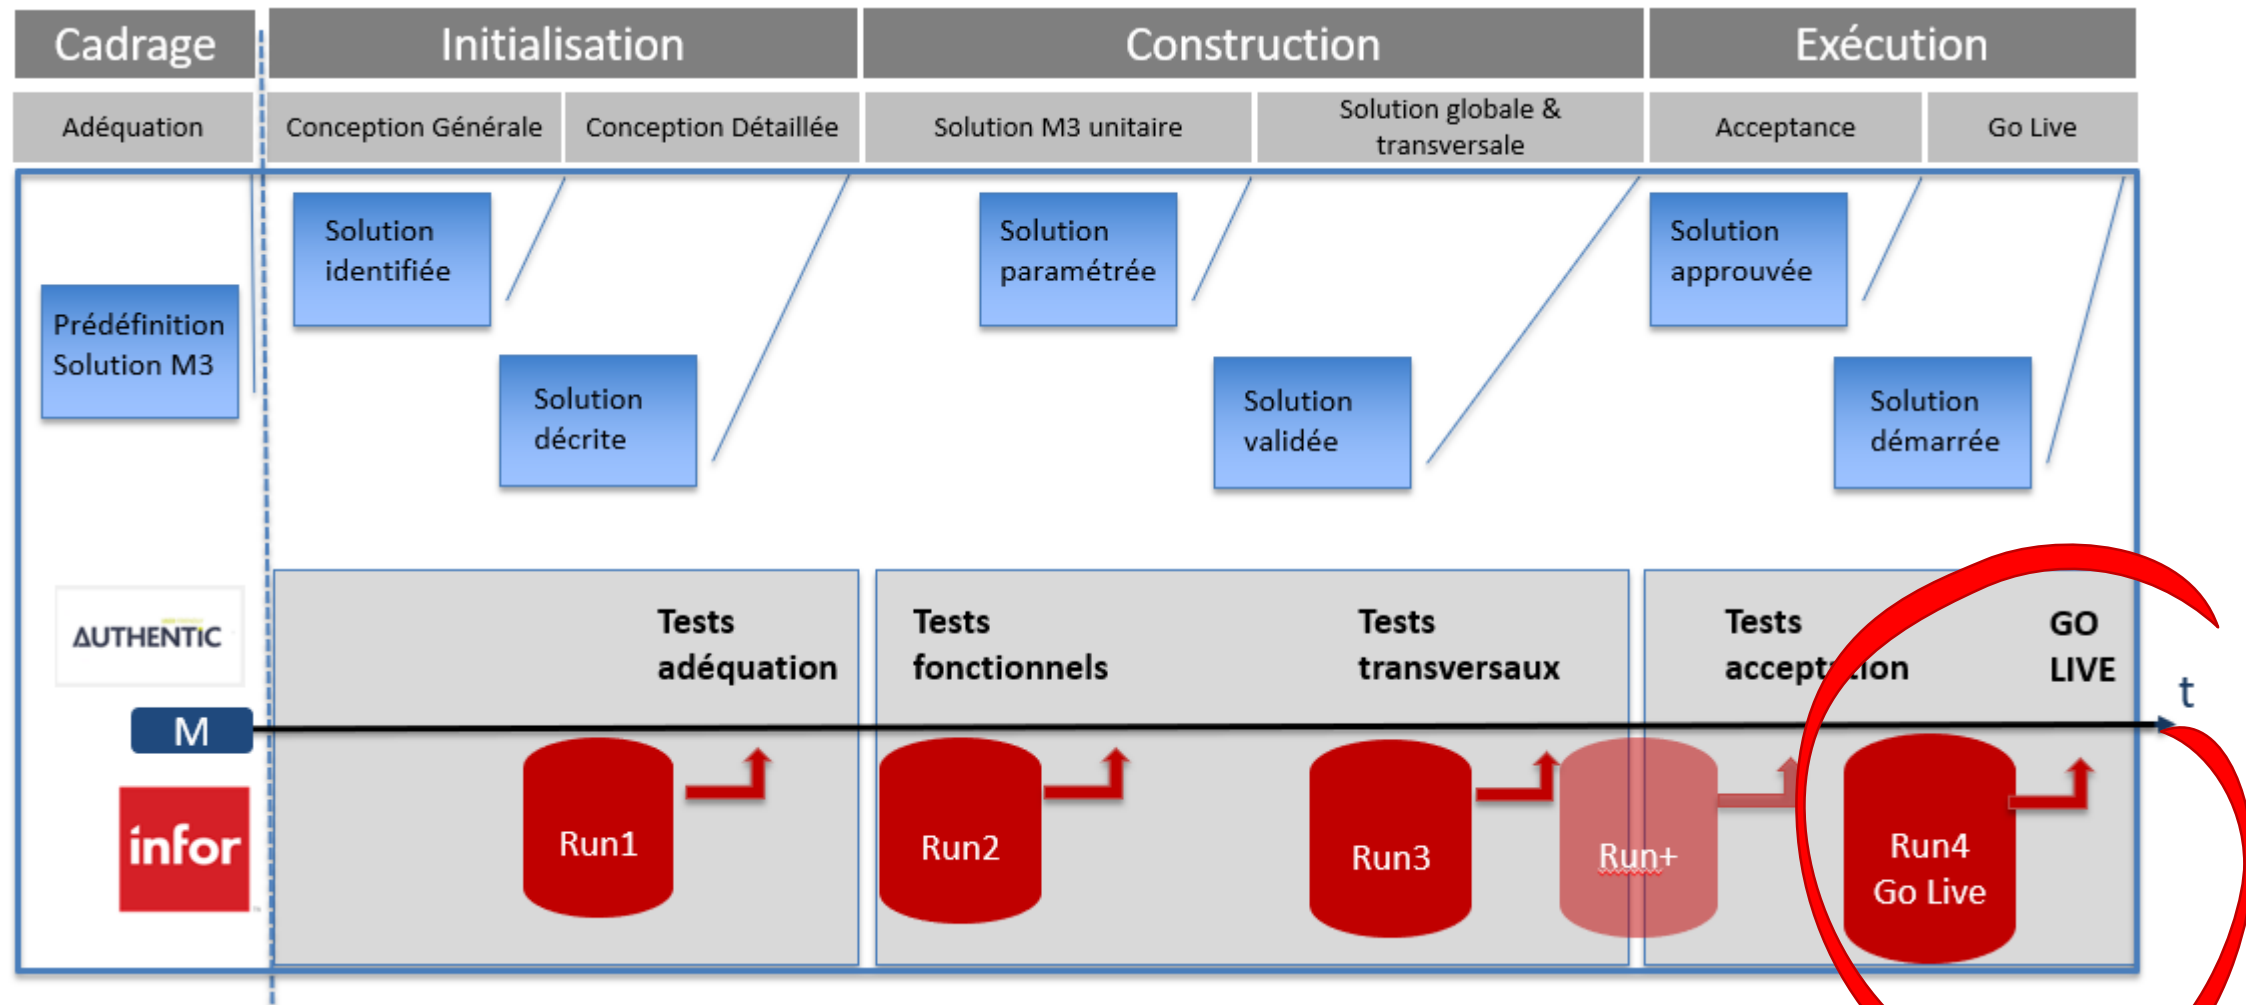 Cadrage
Initialisation
Construction
Exécution
Adéquation
Conception Générale
Conception Détaillée
Solution M3 unitaire
Solution globale &
transversale
Acceptance
Go Live
Solution
identifiée
Solution
paramétrée
Solution
approuvée
Prédéfinition
Solution M3
Solution
décrite
Solution
validée
Solution
démarrée
AUTHENTIC
Tests
adéquation
Tests
fonctionnels
Tests
transversaux
Tests
acceptation
GO
LIVE
t
M
infor
Run1
Run2
Run3
Run+
Run4
Go Live